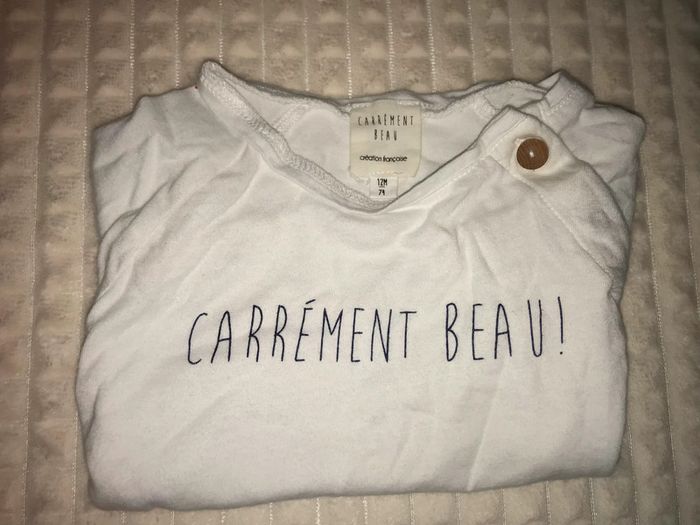 CARRÉMENT
BEAU
création française
12M
74
CARRÉMENT BEAU!